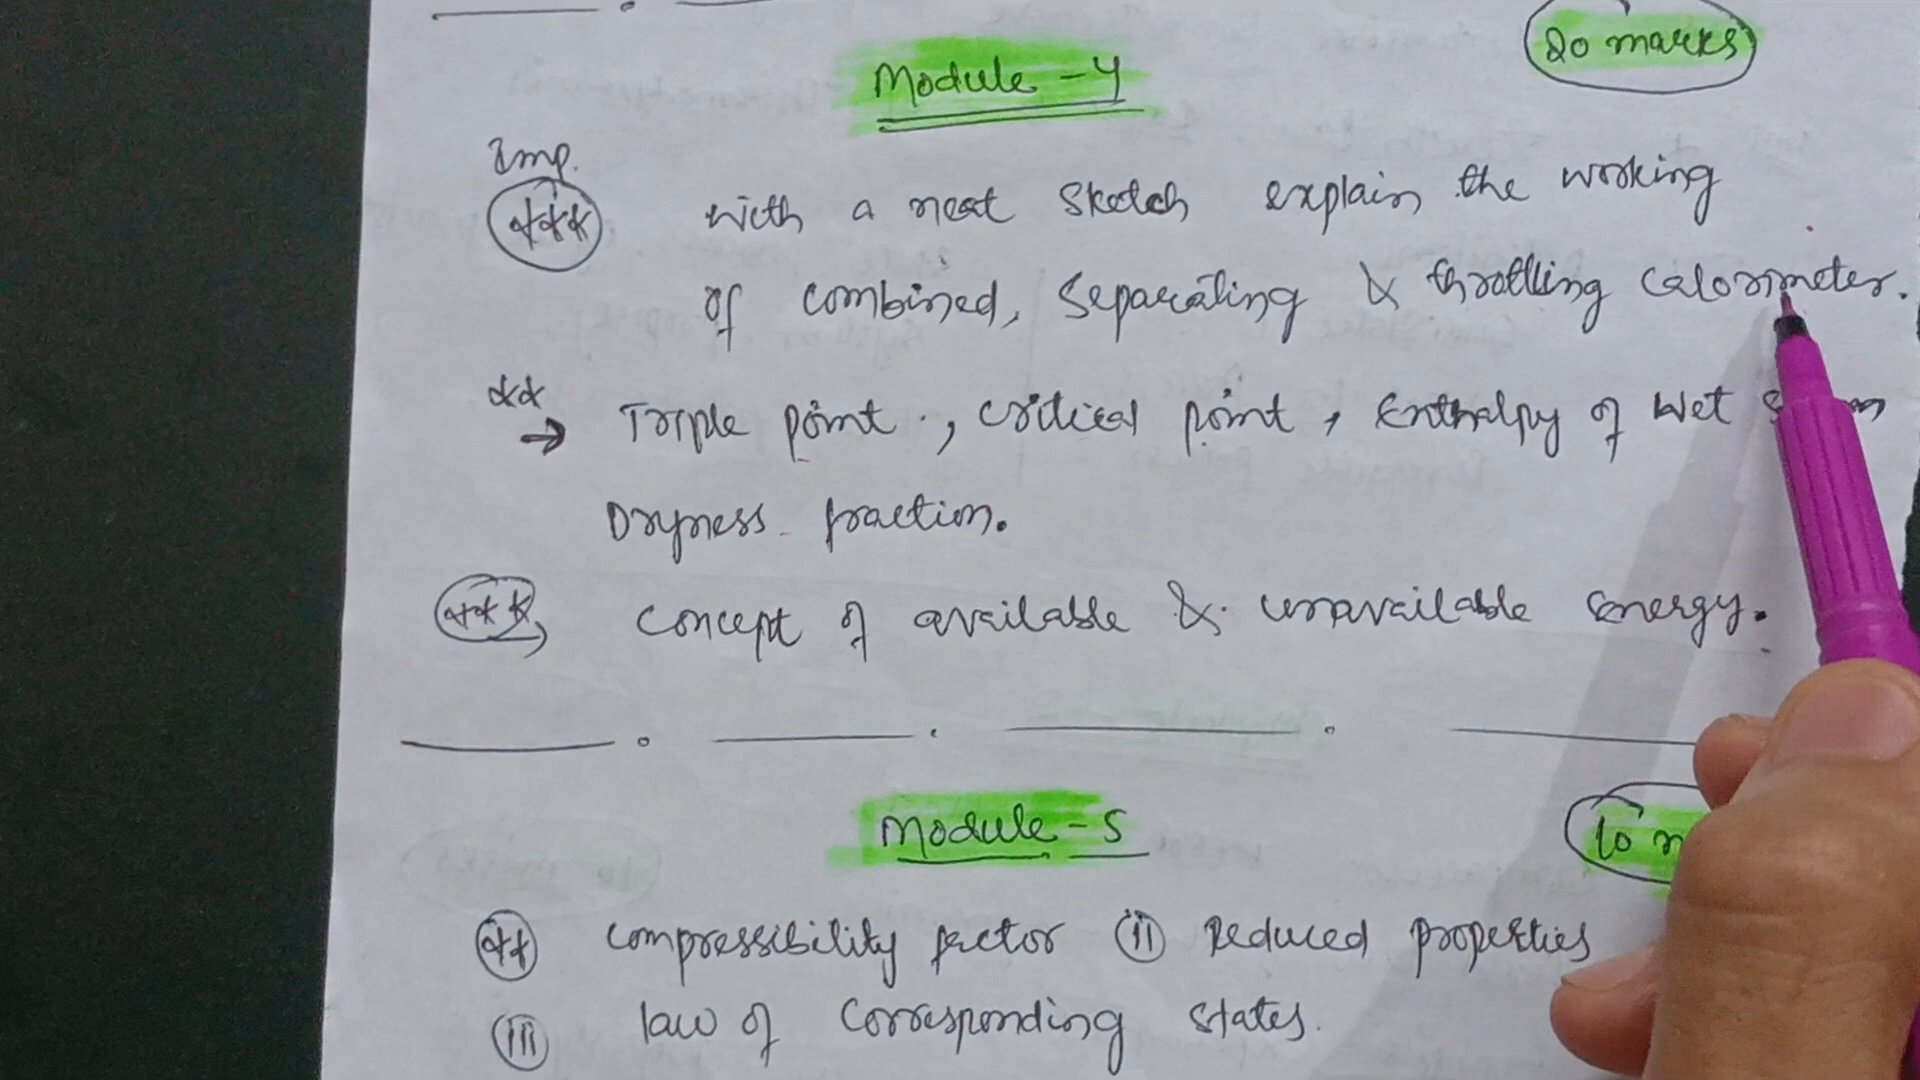 20 marks
Module - 4
Imp.
*** with a neat sketch explain the working
of combined, separating & throttling calorimeter.
** → Triple point, critical point, Enthalpy of wet
Dryness fraction.
*** Concept of available & unavailable energy.
Module - 5
10
** compressibility factor (ii) Reduced properties
(iii) law of corresponding states.